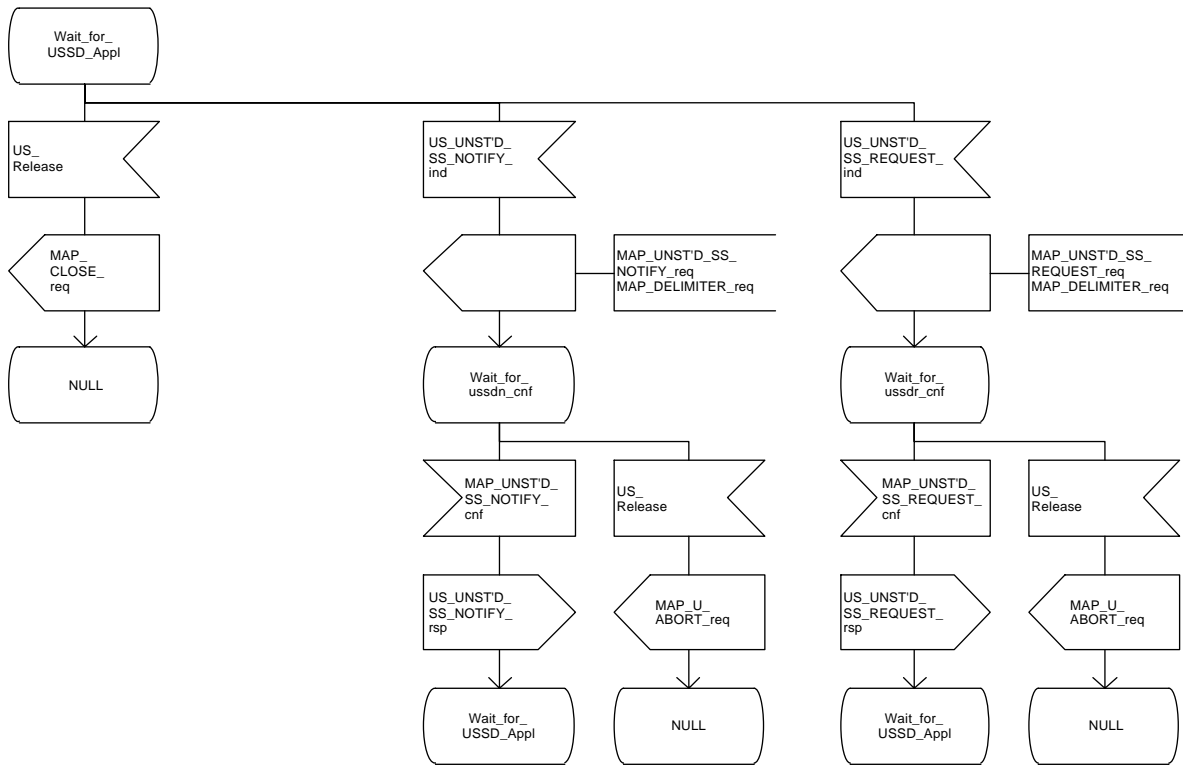 Wait_for_
USSD_Appl
US_
Release
US_UNST'D_
SS_NOTIFY_
ind
US_UNST'D_
SS_REQUEST_
ind
MAP_
CLOSE_
req
MAP_UNST'D_SS_
NOTIFY_req
MAP_DELIMITER_req
MAP_UNST'D_SS_
REQUEST_req
MAP_DELIMITER_req
NULL
Wait_for_
ussdn_cnf
Wait_for_
ussdr_cnf
MAP_UNST'D_
SS_NOTIFY_
cnf
US_
Release
MAP_UNST'D_
SS_REQUEST_
cnf
US_
Release
US_UNST'D_
SS_NOTIFY_
rsp
MAP_U_
ABORT_req
US_UNST'D_
SS_REQUEST_
rsp
MAP_U_
ABORT_req
Wait_for_
USSD_Appl
NULL
Wait_for_
USSD_Appl
NULL